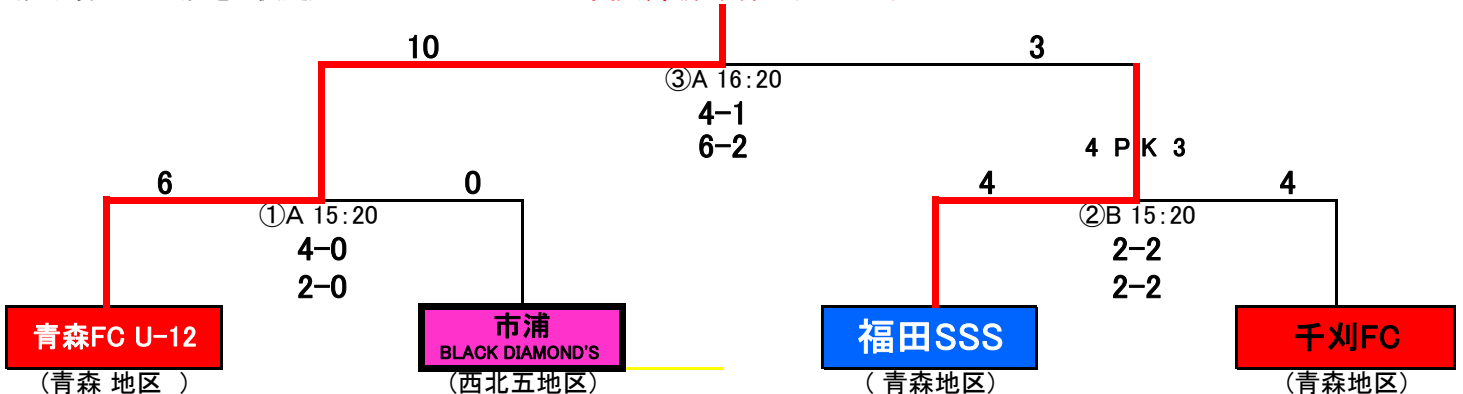 10
3
③A 16:20
4-1
6-2
4 PK 3
6
0
4
4
①A 15:20
②B 15:20
4-0
2-2
2-0
2-2
青森FC U-12
市浦
BLACK DIAMOND'S
福田SSS
千刈FC
(青森 地区 )
(西北五地区)
( 青森地区)
(青森地区)